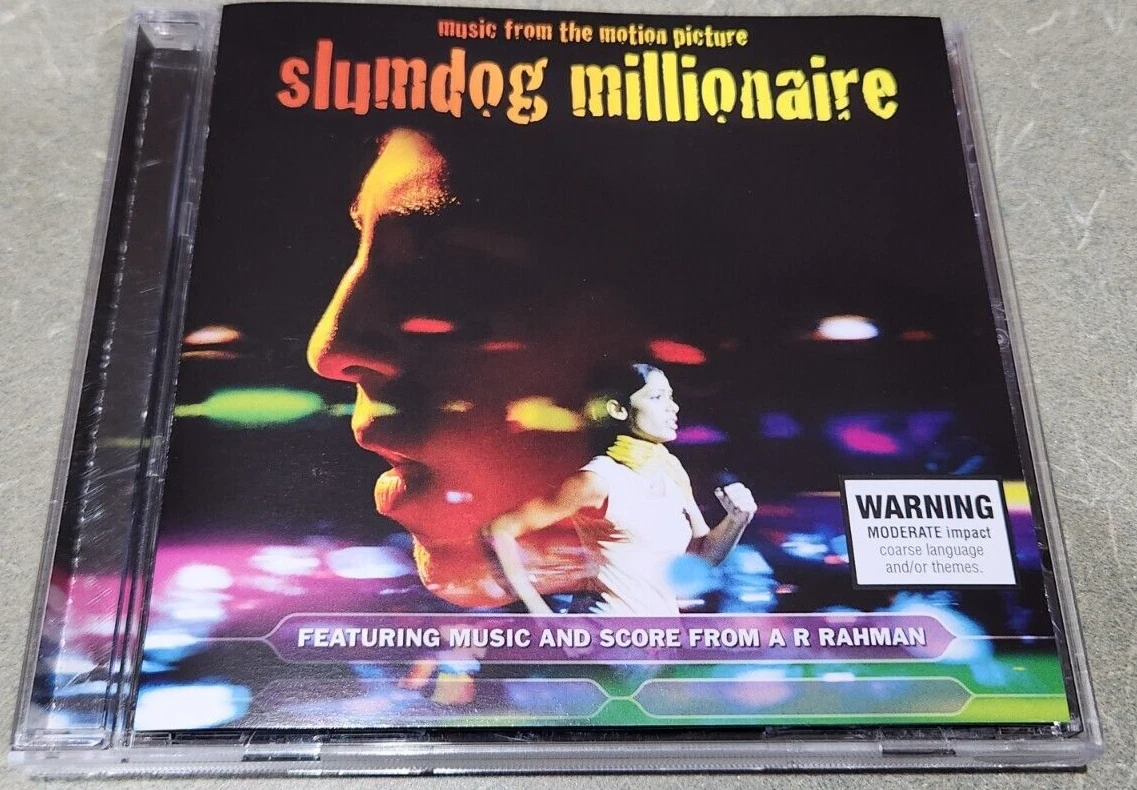 music from the motion picture
slumdog millionaire
WARNING
MODERATE impact
coarse language
and/or themes.
FEATURING MUSIC AND SCORE FROM A R RAHMAN